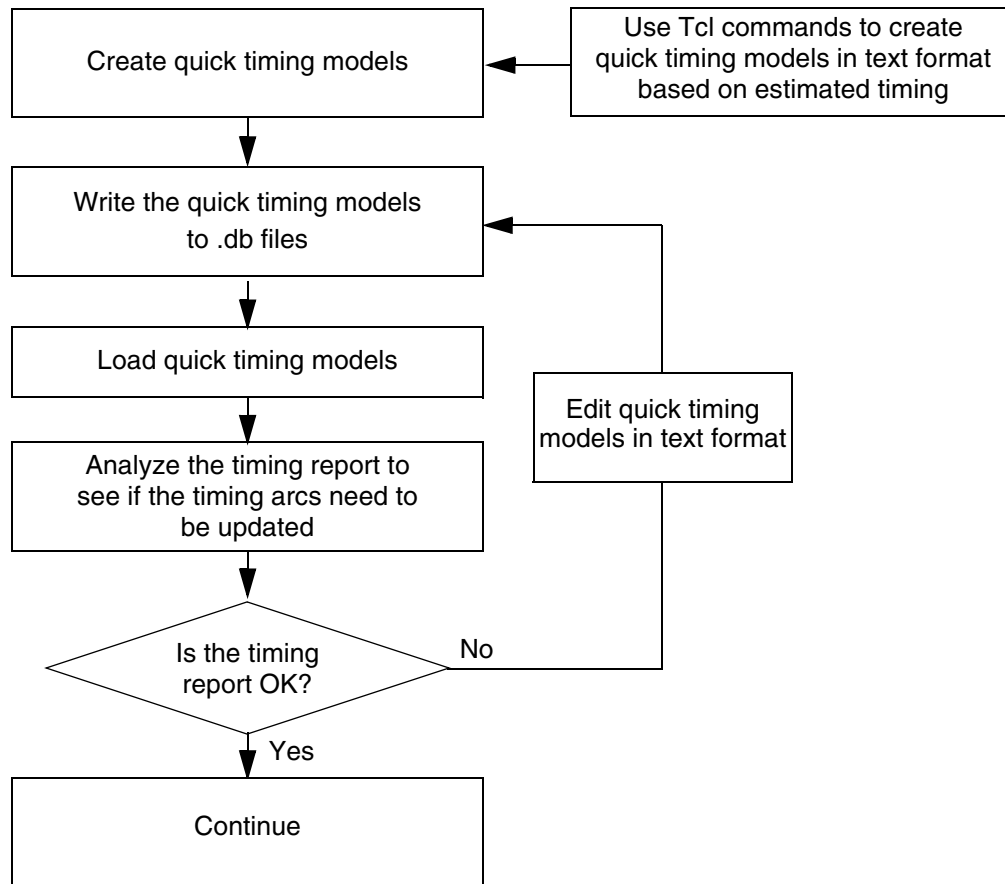 Create quick timing models
Use Tcl commands to create
quick timing models in text format
based on estimated timing
Write the quick timing models
to .db files
Load quick timing models
Edit quick timing
models in text format
Analyze the timing report to
see if the timing arcs need to
be updated
Is the timing
report OK?
No
Yes
Continue